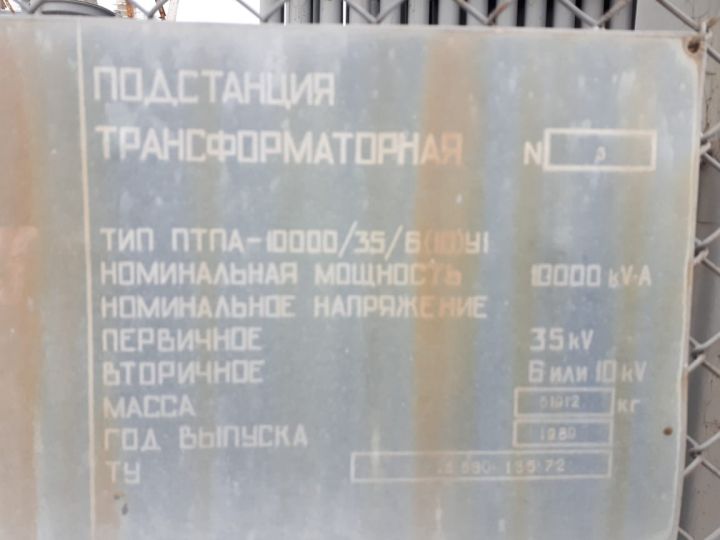 ПОДСТАНЦИЯ
ТРАНСФОРМАТОРНАЯ N
ТИП ПТПА-10000/35/6(10)У1
НОМИНАЛЬНАЯ МОЩНОСТЬ 10000 kV·A
НОМИНАЛЬНОЕ НАПРЯЖЕНИЕ
ПЕРВИЧНОЕ 35 kV
ВТОРИЧНОЕ 6 или 10 kV
МАССА кг
ГОД ВЫПУСКА
ТУ